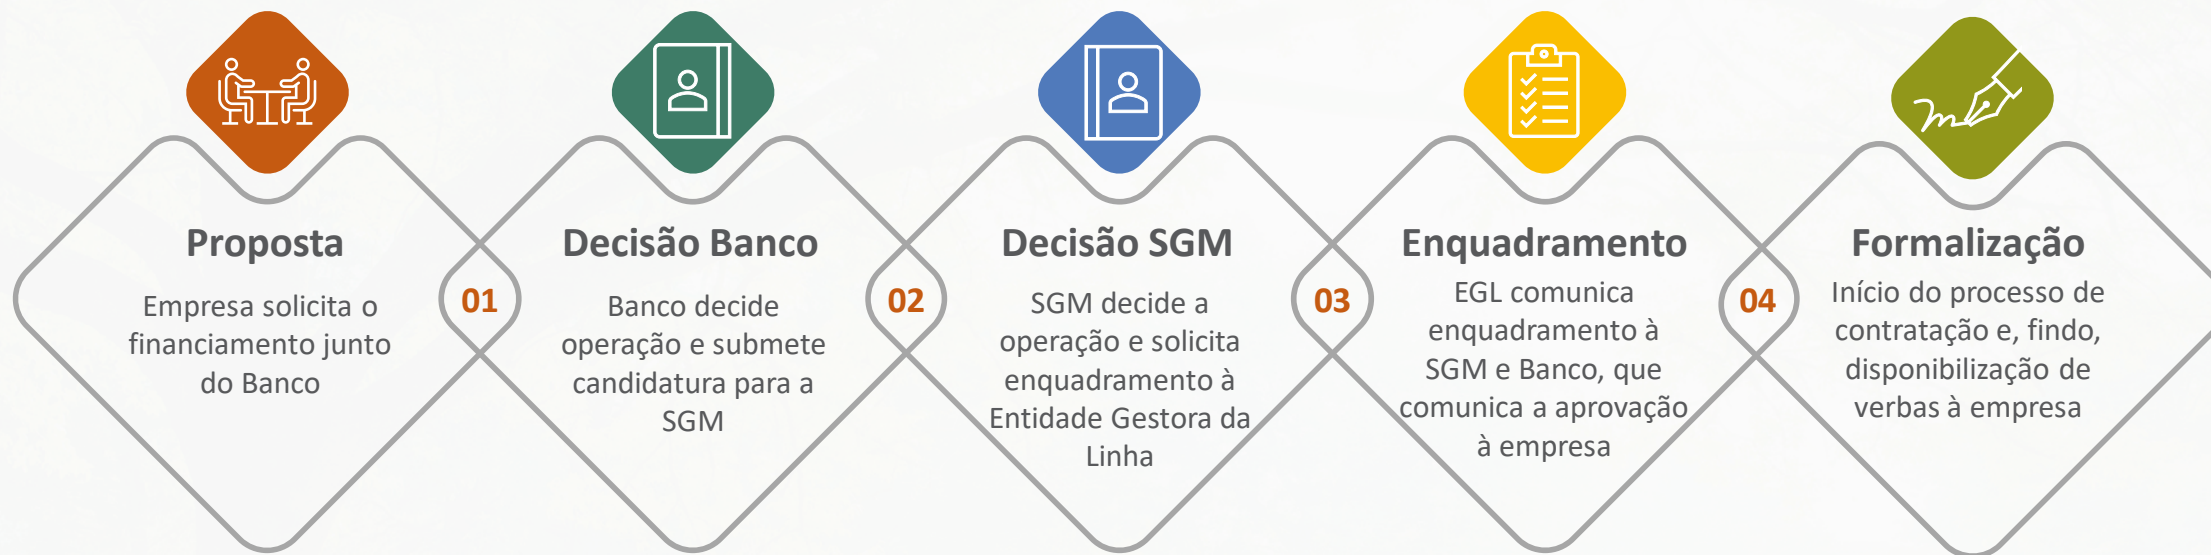 Proposta
Empresa solicita o
financiamento junto
do Banco
01
Decisão Banco
Banco decide
operação e submete
candidatura para a
SGM
02
Decisão SGM
SGM decide a
operação e solicita
enquadramento à
Entidade Gestora da
Linha
03
Enquadramento
EGL comunica
enquadramento à
SGM e Banco, que
comunica a aprovação
à empresa
04
Formalização
Início do processo de
contratação e, findo,
disponibilização de
verbas à empresa